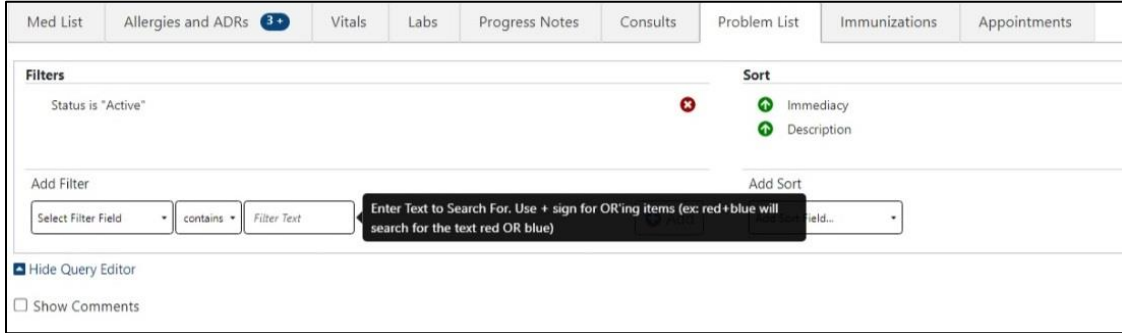 Med List Allergies and ADRs 3+ Vitals Labs Progress Notes Consults Problem List Immunizations Appointments
Filters
Status is "Active"
Sort
Immediacy
Description
Add Filter
Select Filter Field contains Filter Text
Enter Text to Search For. Use + sign for OR'ing items (ex: red+blue will
search for the text red OR blue)
Add Sort
Add Sort Field...
Hide Query Editor
Show Comments